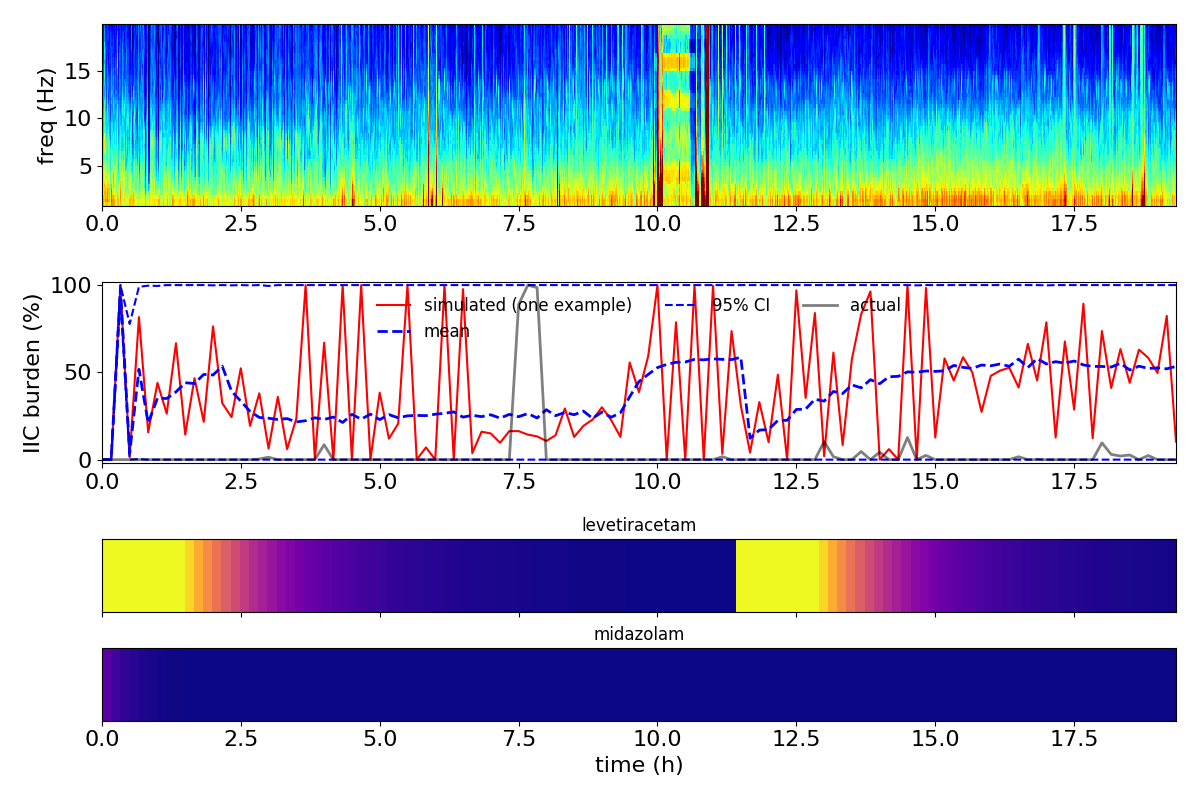 freq (Hz)
15
10
5
0.0 2.5 5.0 7.5 10.0 12.5 15.0 17.5
IIC burden (%)
100
50
0
simulated (one example)
mean
95% CI
actual
0.0 2.5 5.0 7.5 10.0 12.5 15.0 17.5
levetiracetam
midazolam
0.0 2.5 5.0 7.5 10.0 12.5 15.0 17.5
time (h)